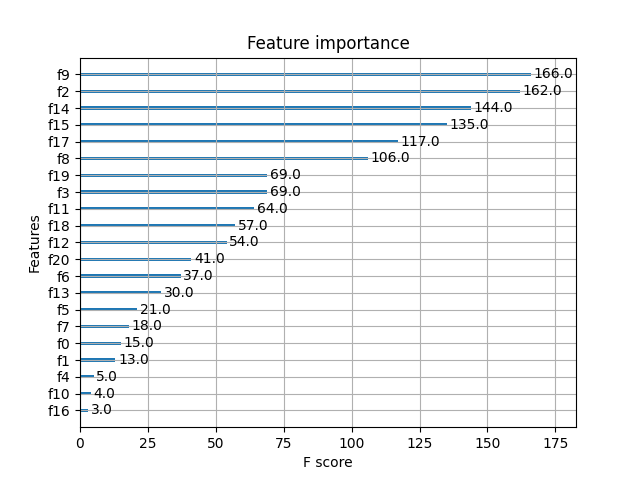 Feature importance
Features
f9 166.0
f2 162.0
f14 144.0
f15 135.0
f17 117.0
f8 106.0
f19 69.0
f3 69.0
f11 64.0
f18 57.0
f12 54.0
f20 41.0
f6 37.0
f13 30.0
f5 21.0
f7 18.0
f0 15.0
f1 13.0
f4 5.0
f10 4.0
f16 3.0
0 25 50 75 100 125 150 175
F score